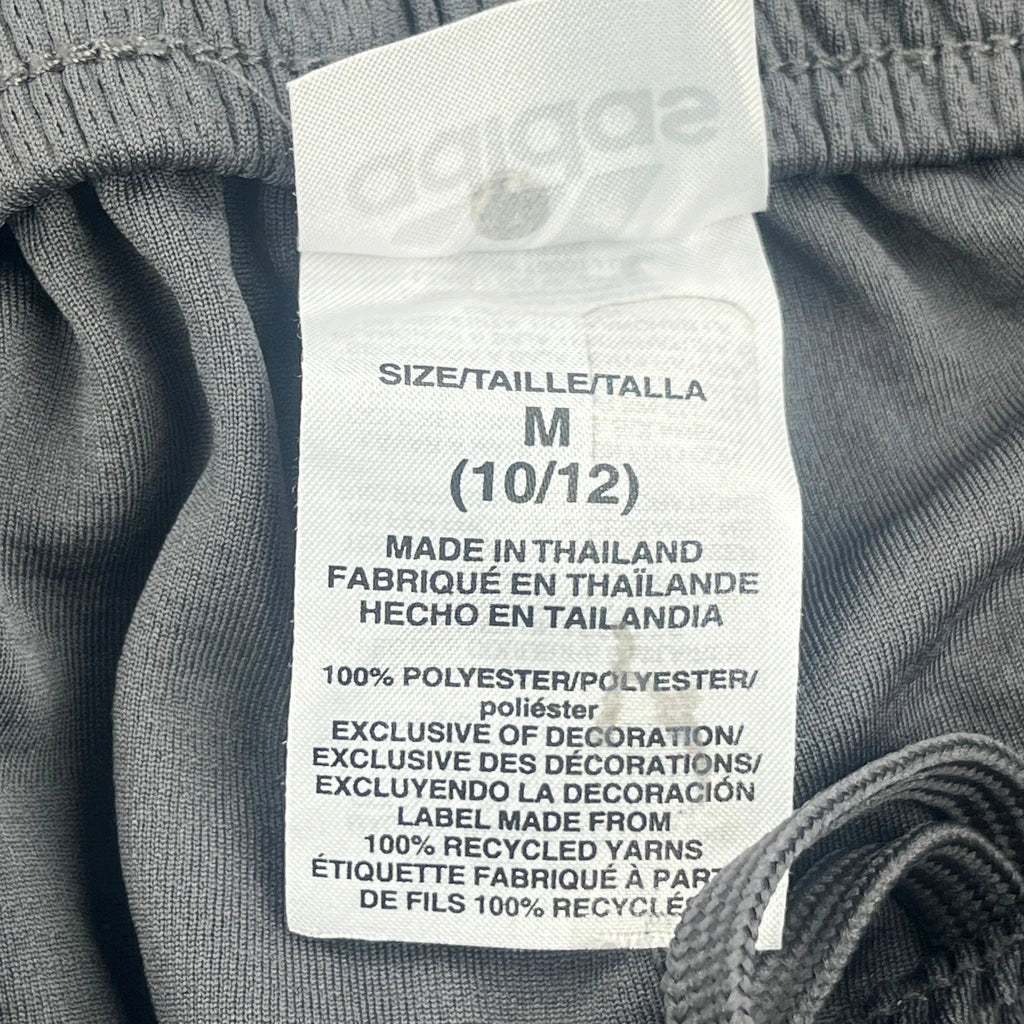 adidas
SIZE/TAILLE/TALLA
M
(10/12)
MADE IN THAILAND
FABRIQUÉ EN THAÏLANDE
HECHO EN TAILANDIA
100% POLYESTER/POLYESTER/
poliéster
EXCLUSIVE OF DECORATION/
EXCLUSIVE DES DÉCORATIONS/
EXCLUYENDO LA DECORACIÓN
LABEL MADE FROM
100% RECYCLED YARNS
ÉTIQUETTE FABRIQUÉ À
DE FILS 100%